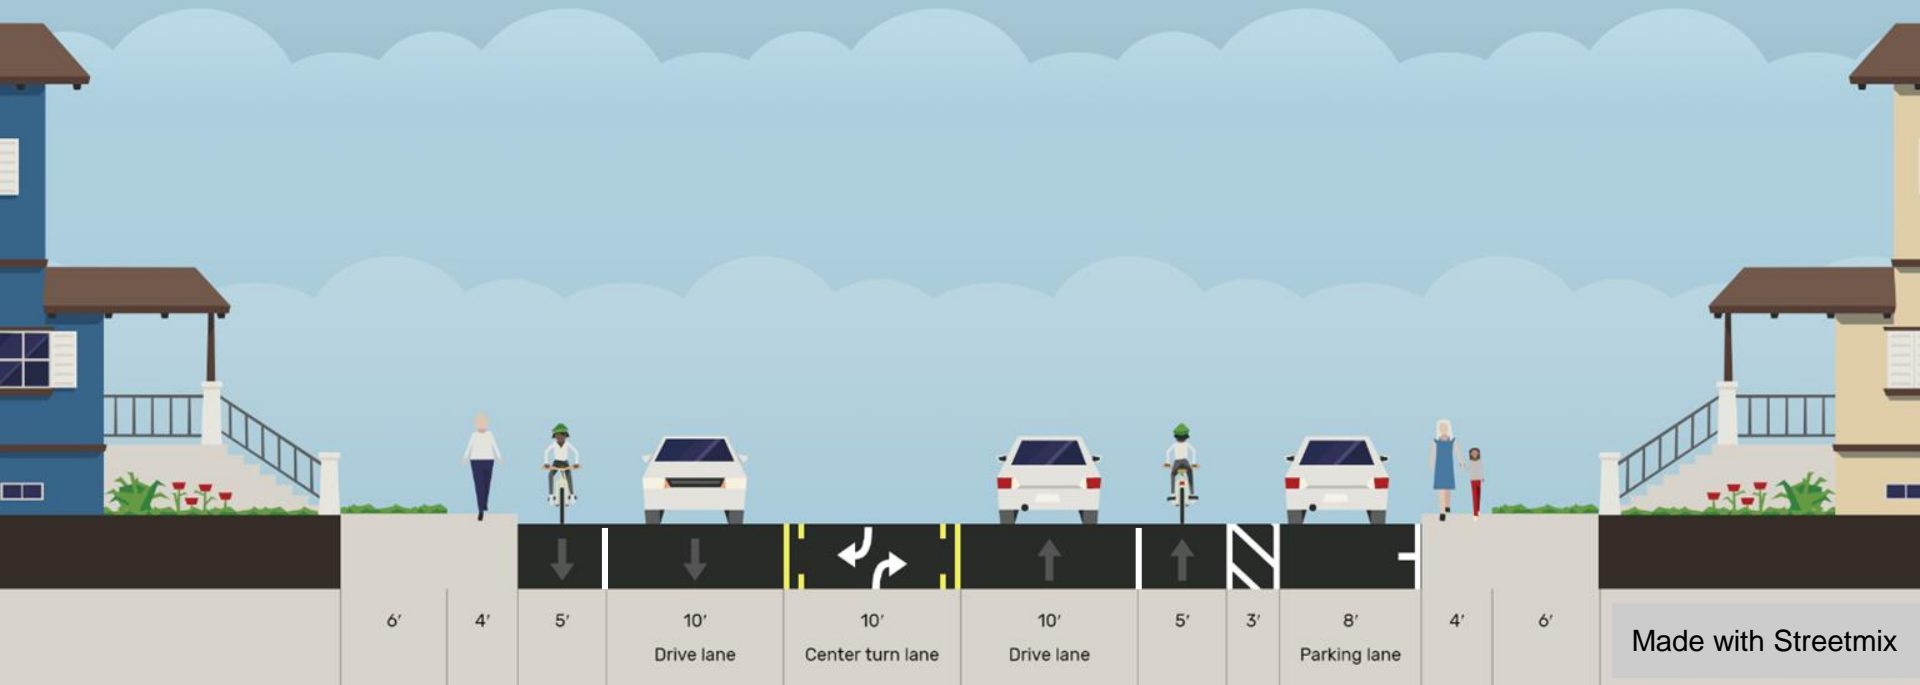 6′ 4′ 5′ 10′ 10′ 10′ 5′ 3′ 8′ 4′ 6′
Drive lane Center turn lane Drive lane Parking lane
Made with Streetmix